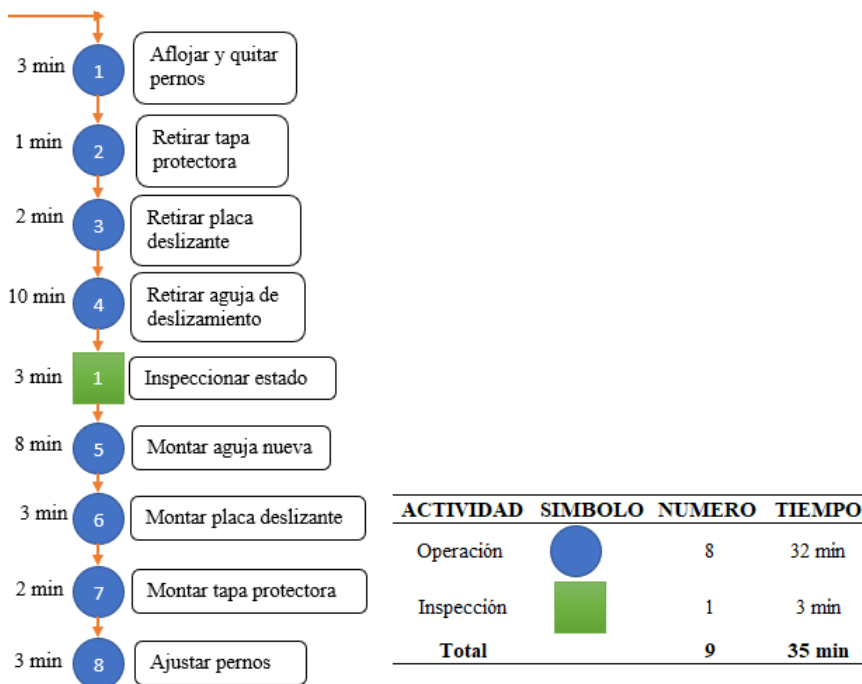 3 min
1
Aflojar y quitar
pernos
1 min
2
Retirar tapa
protectora
2 min
3
Retirar placa
deslizante
10 min
4
Retirar aguja de
deslizamiento
3 min
1
Inspeccionar estado
8 min
5
Montar aguja nueva
3 min
6
Montar placa deslizante
2 min
7
Montar tapa protectora
3 min
8
Ajustar pernos
ACTIVIDAD SIMBOLO NUMERO TIEMPO
Operación 8 32 min
Inspección 1 3 min
Total 9 35 min